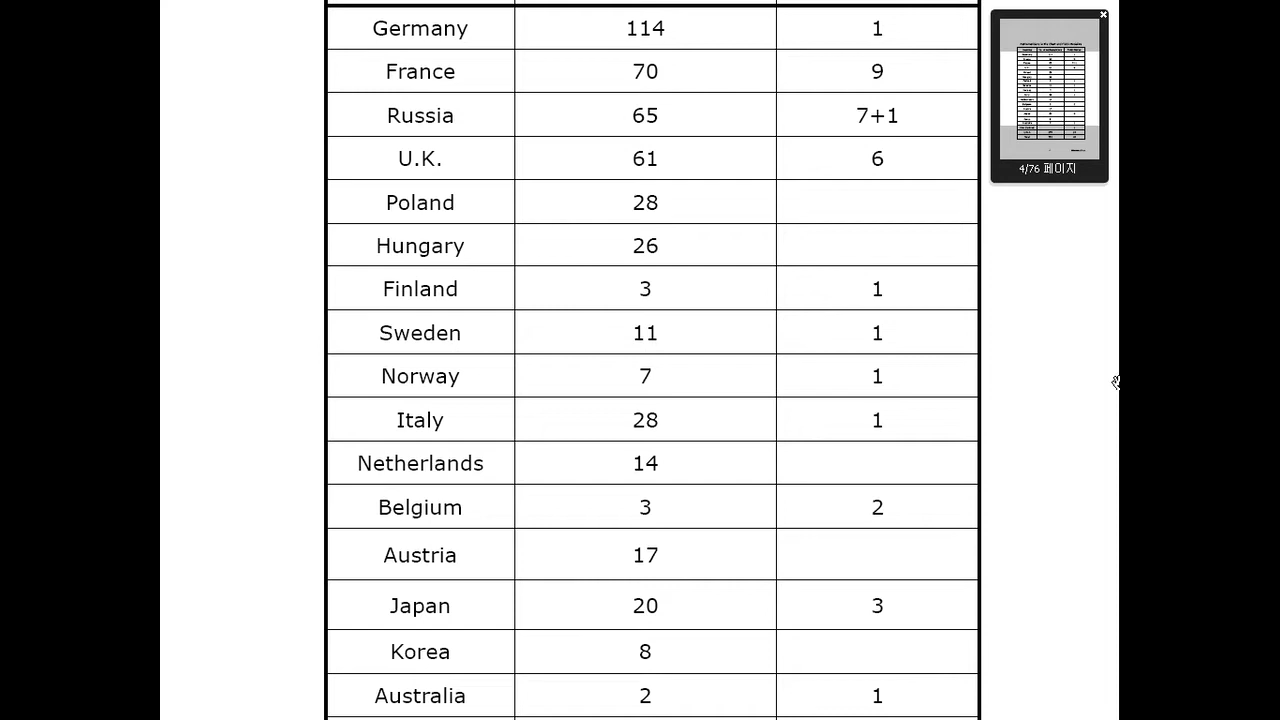 Germany 114 1
France 70 9
Russia 65 7+1
U.K. 61 6
Poland 28
Hungary 26
Finland 3 1
Sweden 11 1
Norway 7 1
Italy 28 1
Netherlands 14
Belgium 3 2
Austria 17
Japan 20 3
Korea 8
Australia 2 1
4/76 페이지